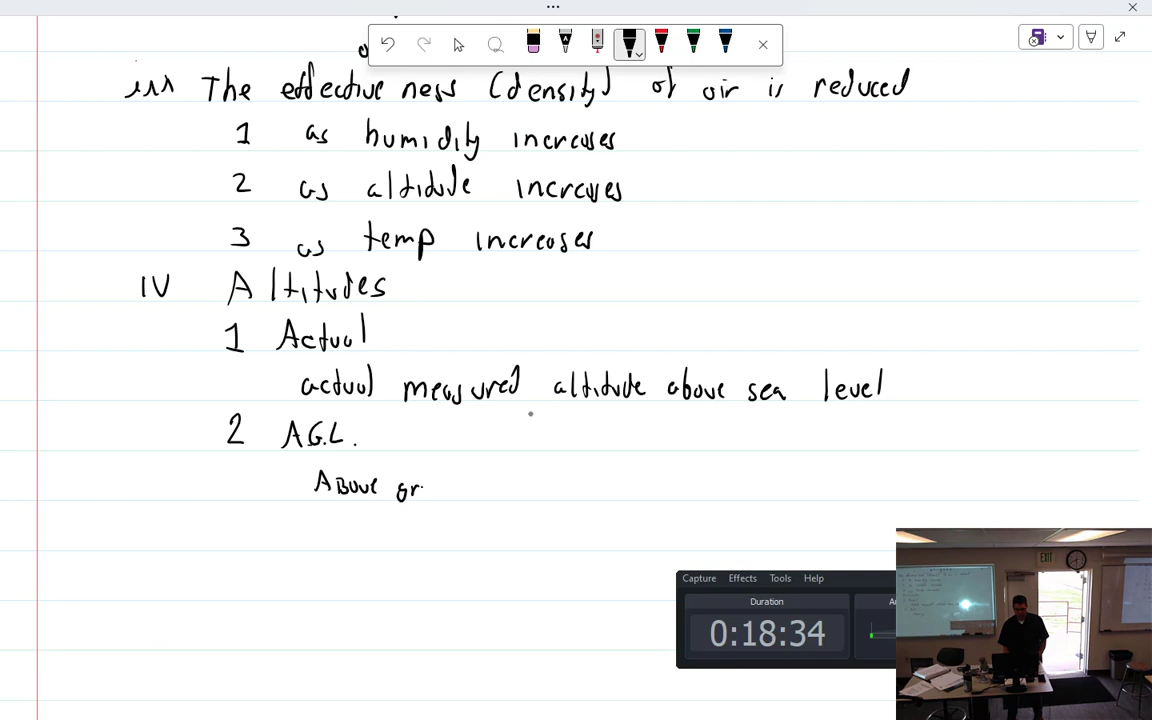 iii The effectiveness (density) of air is reduced
1 as humidity increases
2 as altitude increases
3 as temp increases
IV Altitudes
1 Actual
actual measured altitude above sea level
2 A.G.L.
Above gr
Capture Effects Tools Help
Duration
0:18:34
EXIT